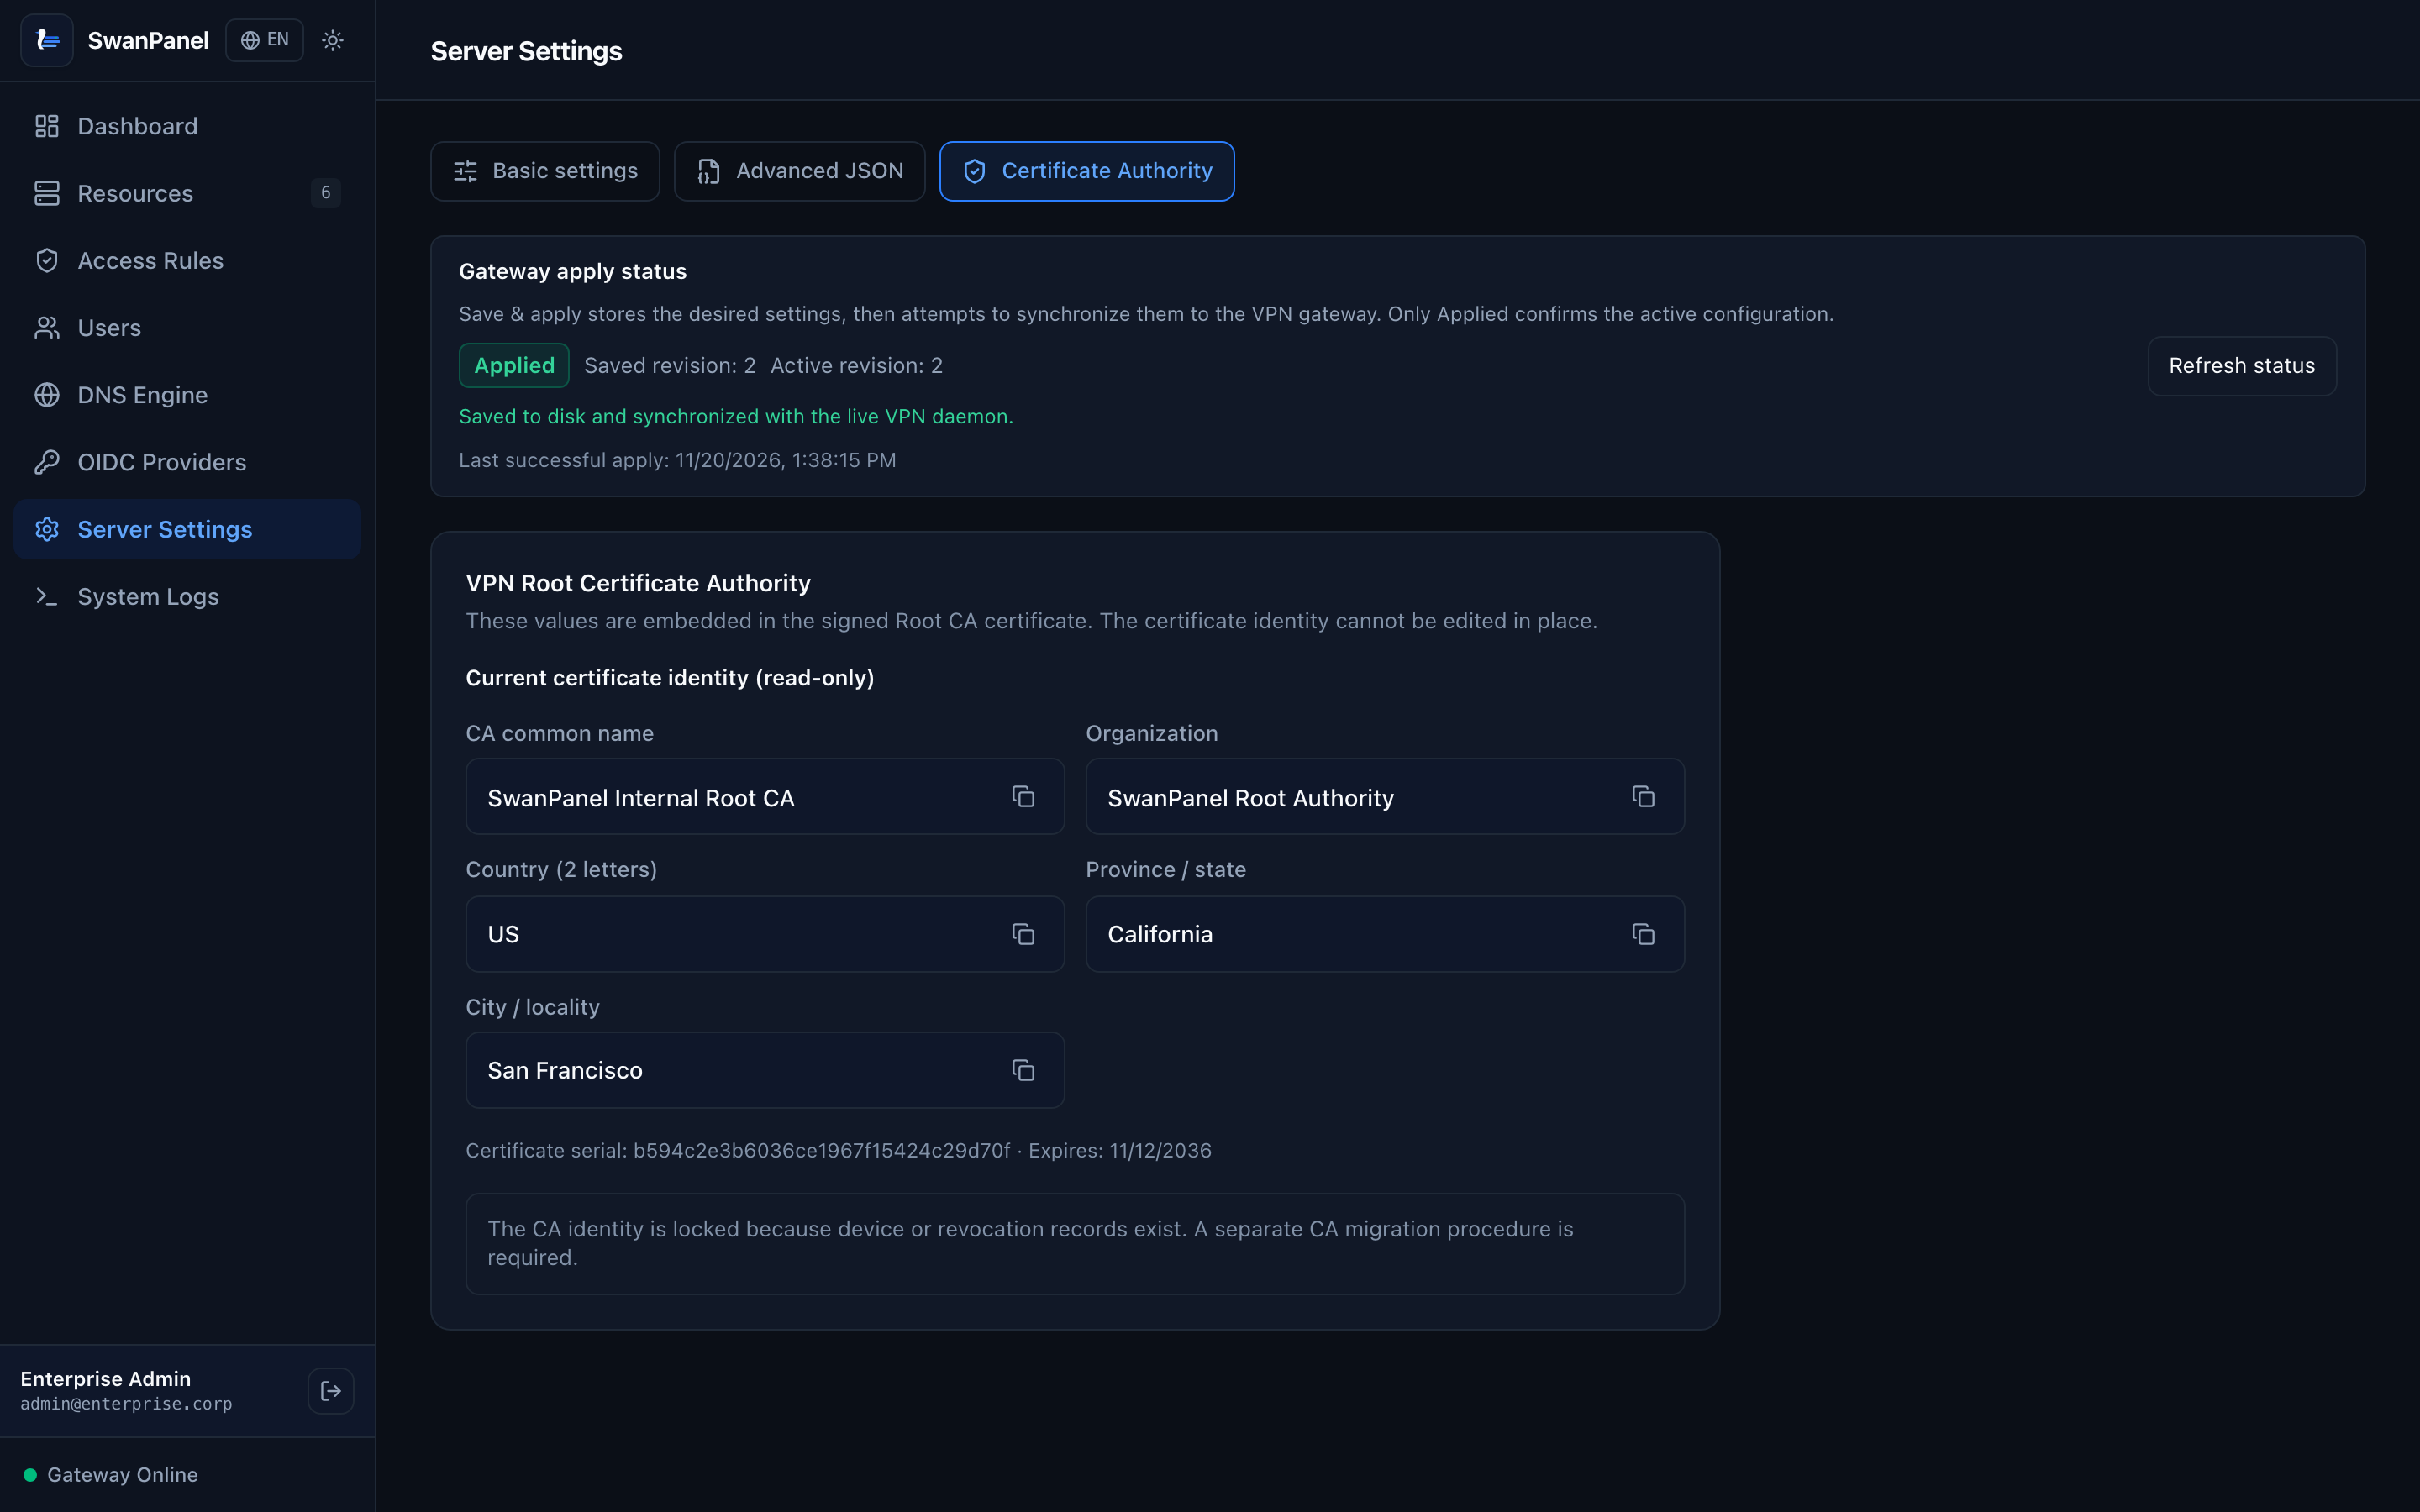 SwanPanel
EN
Dashboard
Resources
6
Access Rules
Users
DNS Engine
OIDC Providers
Server Settings
System Logs
Enterprise Admin
admin@enterprise.corp
Gateway Online
Server Settings
Basic settings
Advanced JSON
Certificate Authority
Gateway apply status
Save & apply stores the desired settings, then attempts to synchronize them to the VPN gateway. Only Applied confirms the active configuration.
Applied
Saved revision: 2 Active revision: 2
Refresh status
Saved to disk and synchronized with the live VPN daemon.
Last successful apply: 11/20/2026, 1:38:15 PM
VPN Root Certificate Authority
These values are embedded in the signed Root CA certificate. The certificate identity cannot be edited in place.
Current certificate identity (read-only)
CA common name
SwanPanel Internal Root CA
Organization
SwanPanel Root Authority
Country (2 letters)
US
Province / state
California
City / locality
San Francisco
Certificate serial: b594c2e3b6036ce1967f15424c29d70f · Expires: 11/12/2036
The CA identity is locked because device or revocation records exist. A separate CA migration procedure is
required.